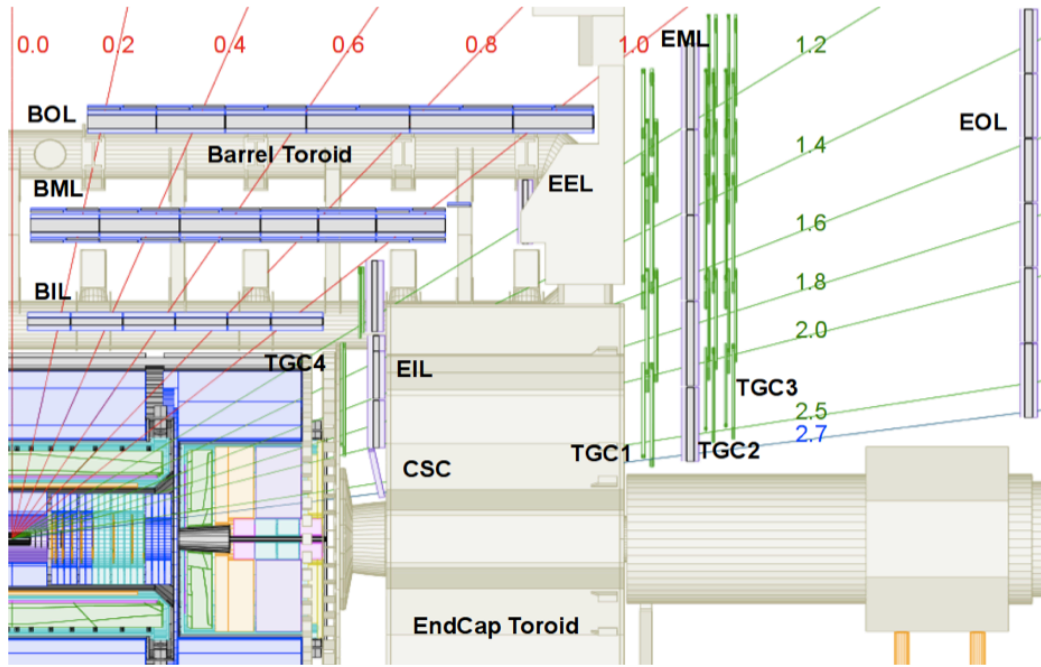 0.0 0.2 0.4 0.6 0.8 1.0 EML 1.2
BOL
EOL
Barrel Toroid
1.4
BML
EEL
1.6
BIL
1.8
2.0
TGC4
EIL
TGC3
2.5
2.7
TGC1
TGC2
CSC
EndCap Toroid